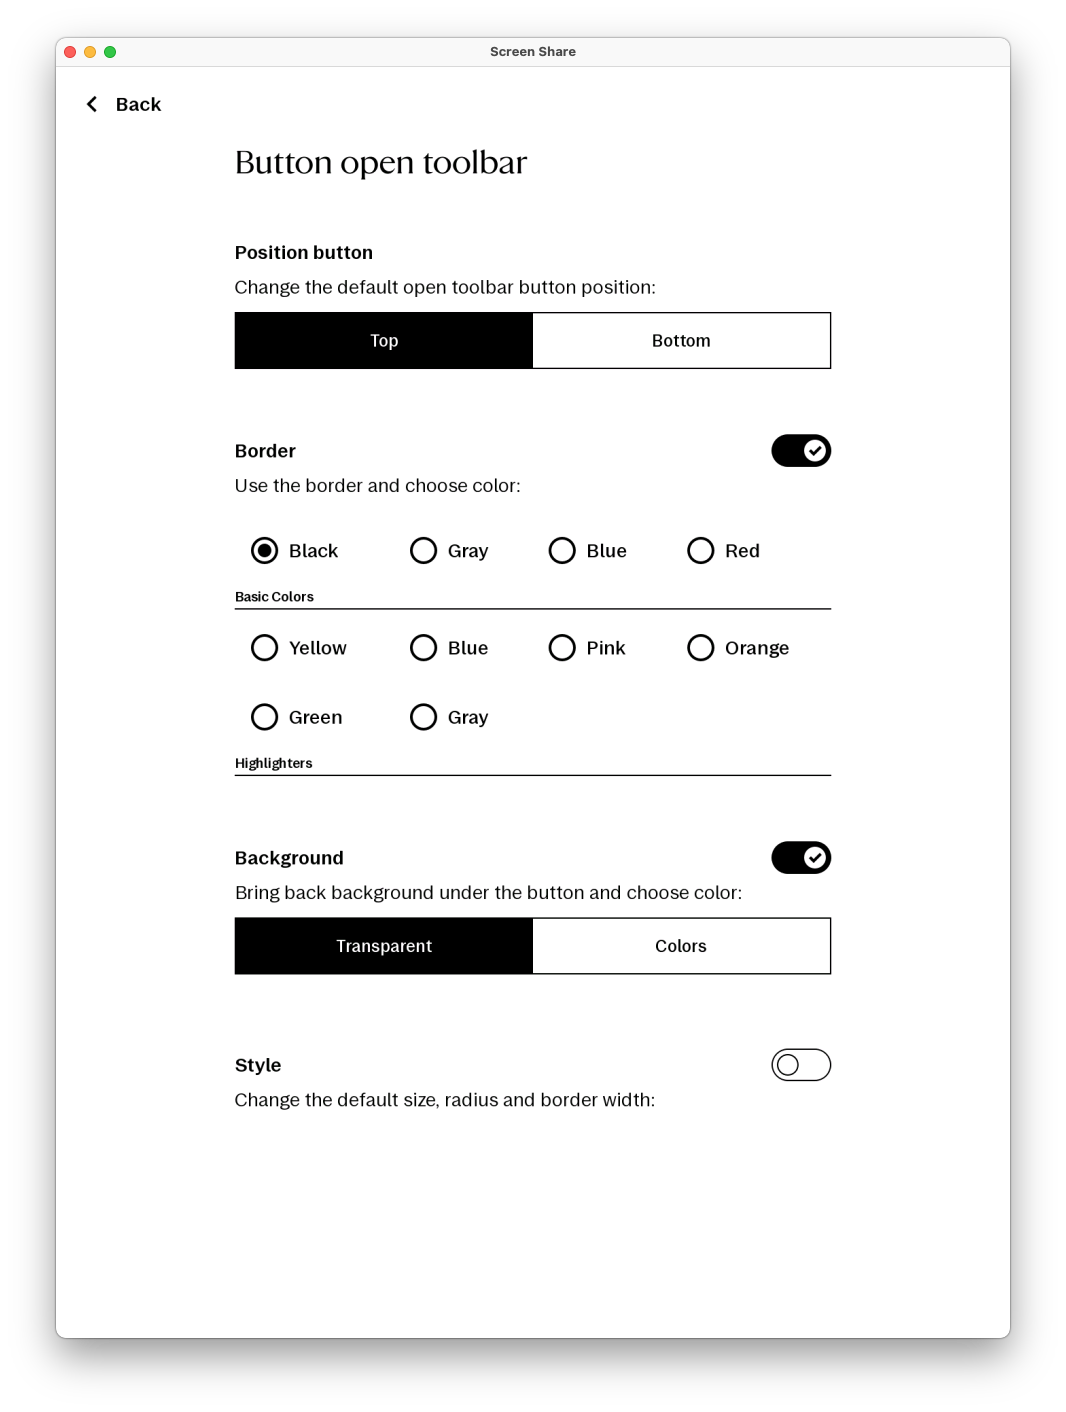 Screen Share
Back
Button open toolbar
Position button
Change the default open toolbar button position:
Top Bottom
Border
Use the border and choose color:
Black Gray Blue Red
Basic Colors
Yellow Blue Pink Orange
Green Gray
Highlighters
Background
Bring back background under the button and choose color:
Transparent Colors
Style
Change the default size, radius and border width: